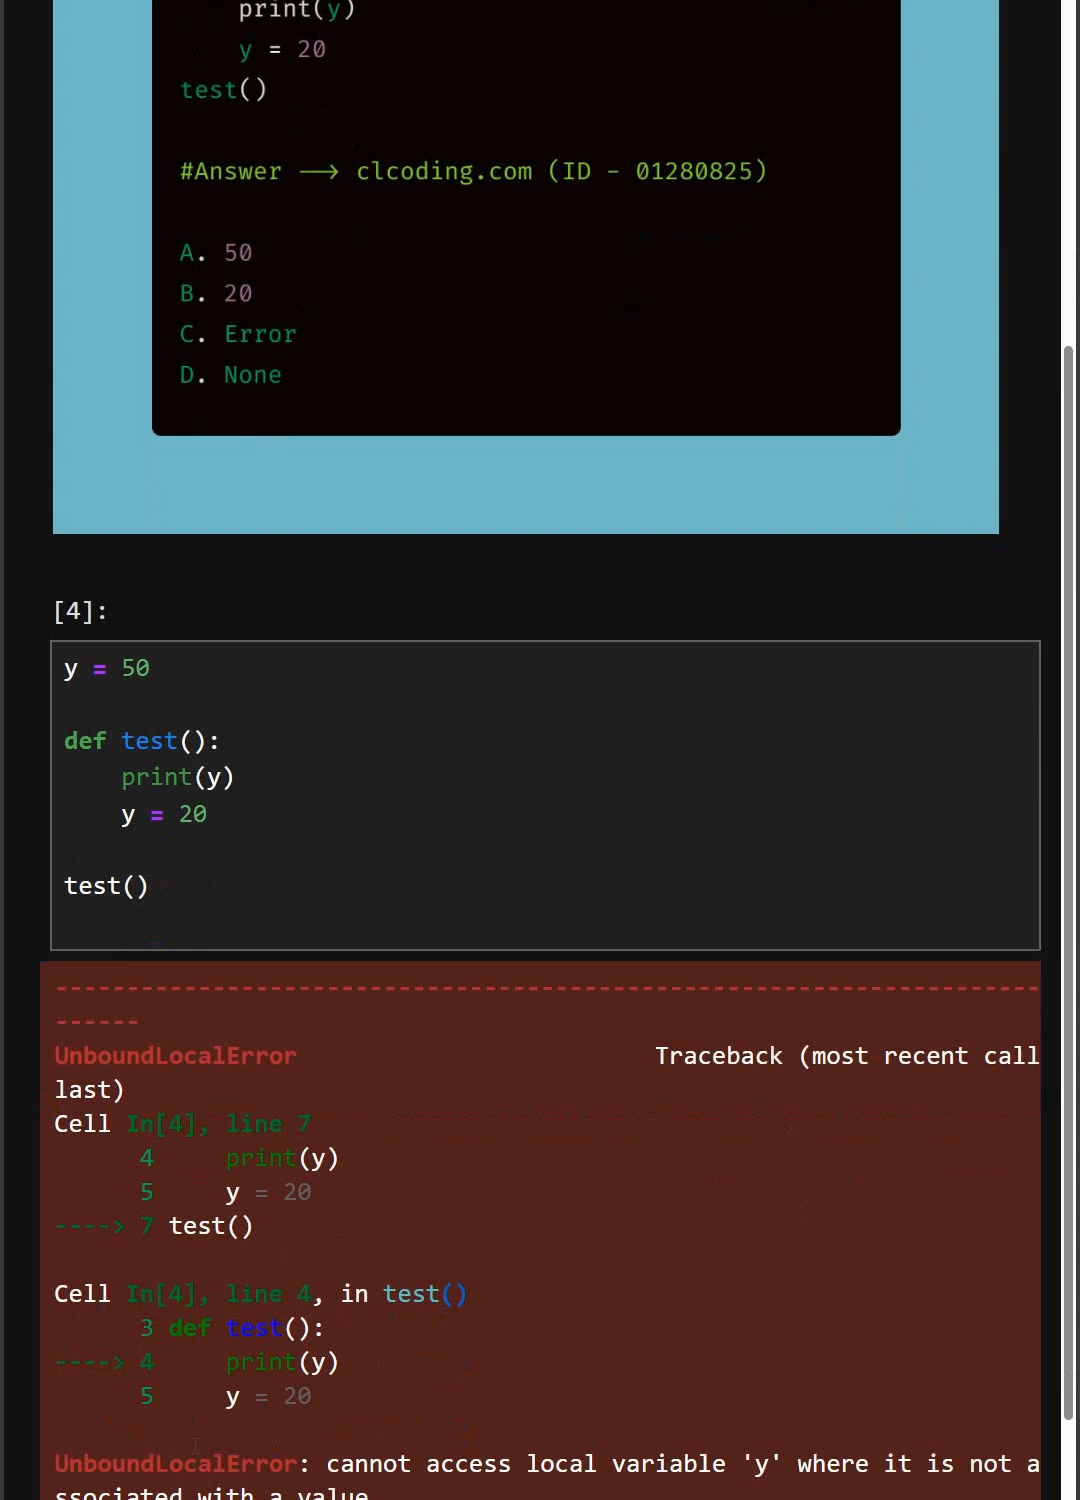 print(y)
y = 20
test()
#Answer ⟶ clcoding.com (ID - 01280825)
A. 50
B. 20
C. Error
D. None
[4]:
y = 50
def test():
    print(y)
    y = 20
test()
---------------------------------------------------------------------
------
UnboundLocalError                         Traceback (most recent call
last)
Cell In[4], line 7
      4     print(y)
      5     y = 20
----> 7 test()
Cell In[4], line 4, in test()
      3 def test():
----> 4     print(y)
      5     y = 20
UnboundLocalError: cannot access local variable 'y' where it is not a
ssociated with a value